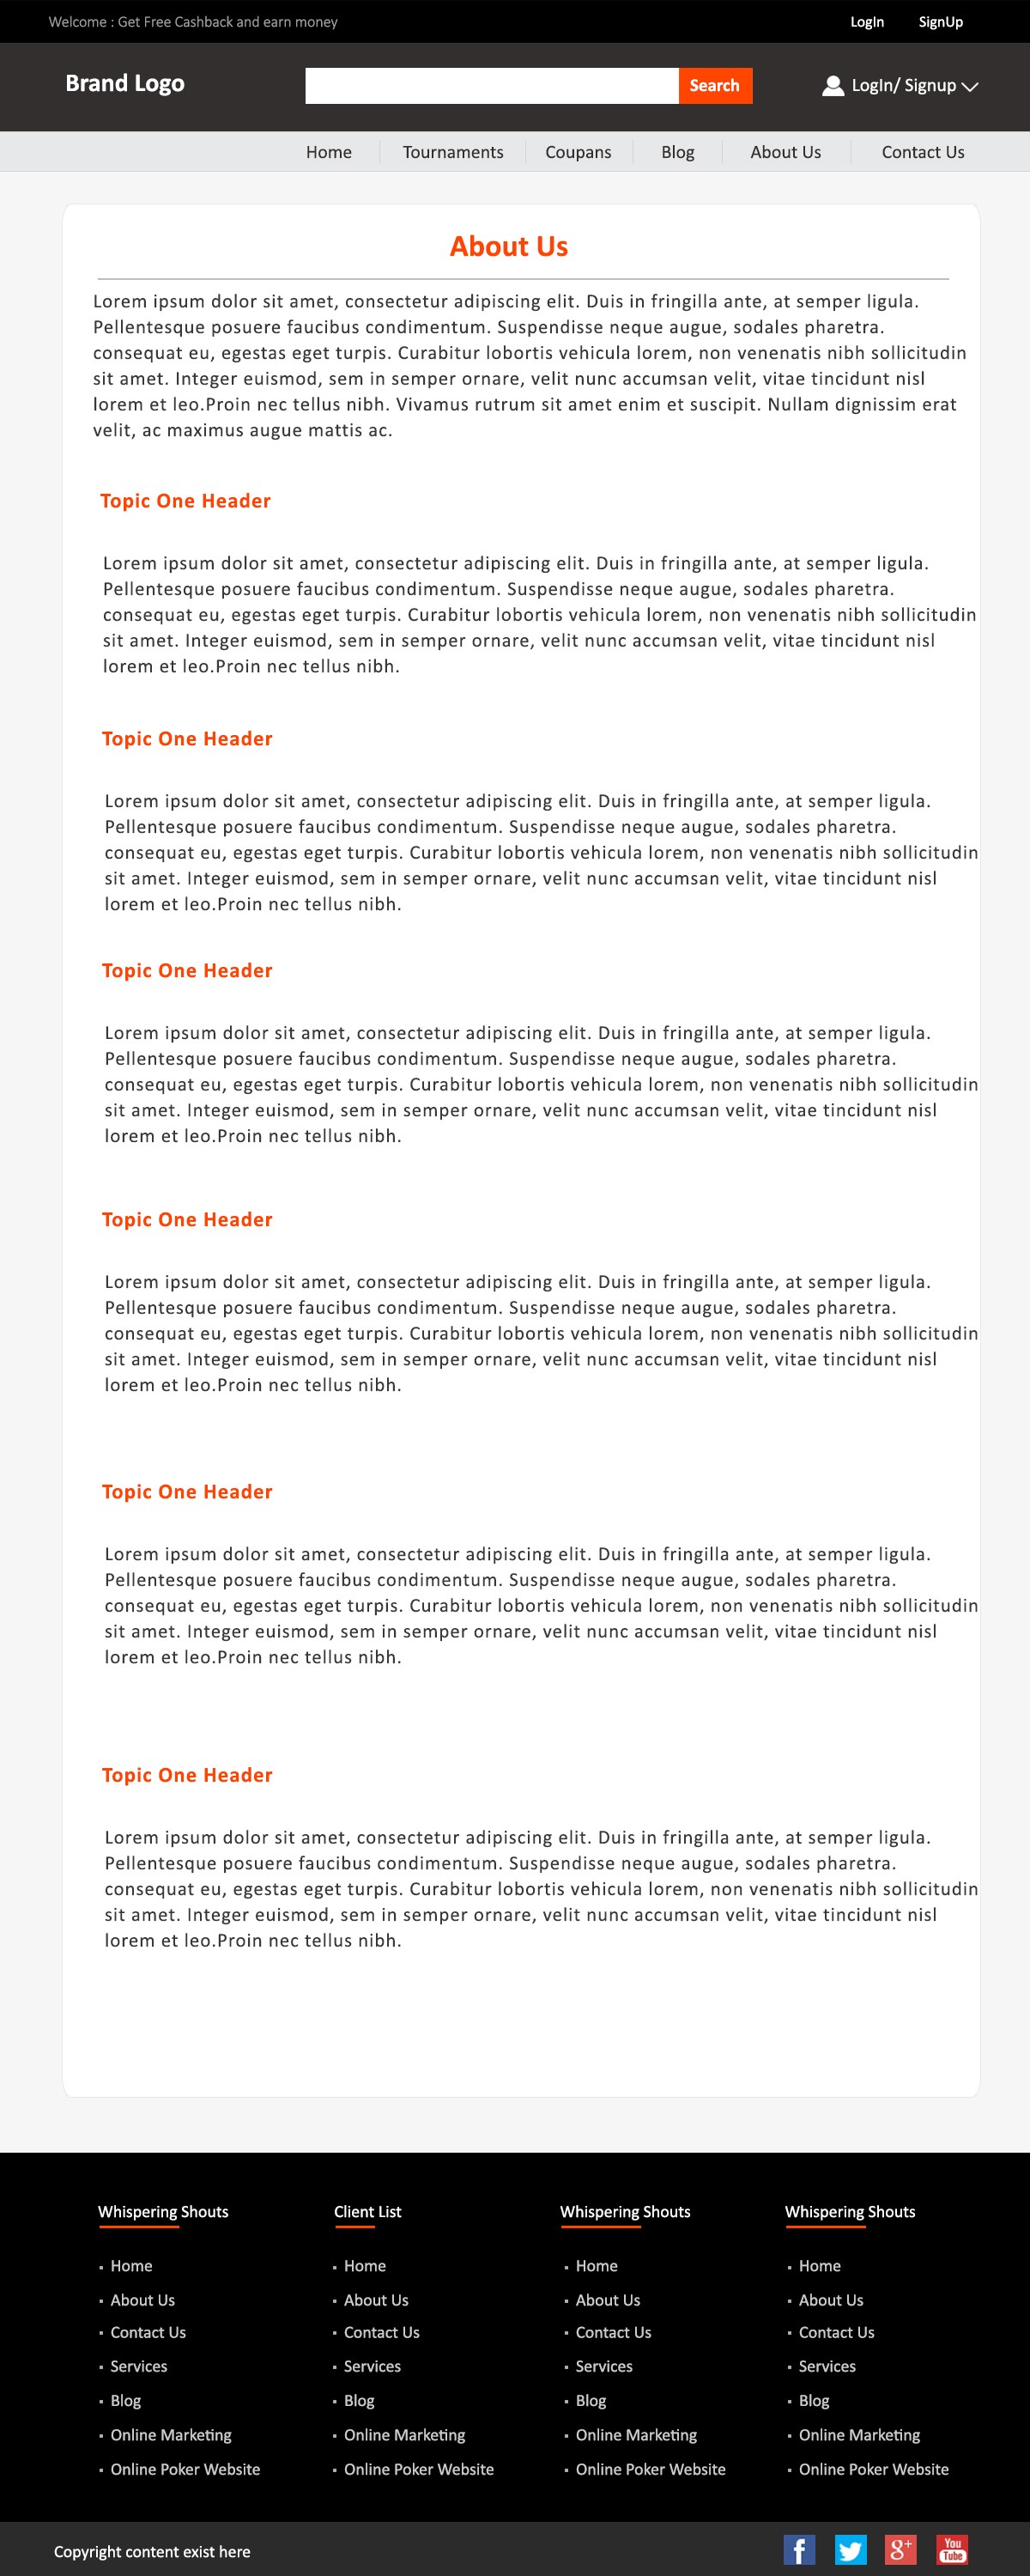 Welcome : Get Free Cashback and earn money
LogIn SignUp
Brand Logo
Search
LogIn/ Signup
Home Tournaments Coupans Blog About Us Contact Us
About Us
Lorem ipsum dolor sit amet, consectetur adipiscing elit. Duis in fringilla ante, at semper ligula.
Pellentesque posuere faucibus condimentum. Suspendisse neque augue, sodales pharetra.
consequat eu, egestas eget turpis. Curabitur lobortis vehicula lorem, non venenatis nibh sollicitudin
sit amet. Integer euismod, sem in semper ornare, velit nunc accumsan velit, vitae tincidunt nisl
lorem et leo.Proin nec tellus nibh. Vivamus rutrum sit amet enim et suscipit. Nullam dignissim erat
velit, ac maximus augue mattis ac.
Topic One Header
Lorem ipsum dolor sit amet, consectetur adipiscing elit. Duis in fringilla ante, at semper ligula.
Pellentesque posuere faucibus condimentum. Suspendisse neque augue, sodales pharetra.
consequat eu, egestas eget turpis. Curabitur lobortis vehicula lorem, non venenatis nibh sollicitudin
sit amet. Integer euismod, sem in semper ornare, velit nunc accumsan velit, vitae tincidunt nisl
lorem et leo.Proin nec tellus nibh.
Topic One Header
Lorem ipsum dolor sit amet, consectetur adipiscing elit. Duis in fringilla ante, at semper ligula.
Pellentesque posuere faucibus condimentum. Suspendisse neque augue, sodales pharetra.
consequat eu, egestas eget turpis. Curabitur lobortis vehicula lorem, non venenatis nibh sollicitudin
sit amet. Integer euismod, sem in semper ornare, velit nunc accumsan velit, vitae tincidunt nisl
lorem et leo.Proin nec tellus nibh.
Topic One Header
Lorem ipsum dolor sit amet, consectetur adipiscing elit. Duis in fringilla ante, at semper ligula.
Pellentesque posuere faucibus condimentum. Suspendisse neque augue, sodales pharetra.
consequat eu, egestas eget turpis. Curabitur lobortis vehicula lorem, non venenatis nibh sollicitudin
sit amet. Integer euismod, sem in semper ornare, velit nunc accumsan velit, vitae tincidunt nisl
lorem et leo.Proin nec tellus nibh.
Topic One Header
Lorem ipsum dolor sit amet, consectetur adipiscing elit. Duis in fringilla ante, at semper ligula.
Pellentesque posuere faucibus condimentum. Suspendisse neque augue, sodales pharetra.
consequat eu, egestas eget turpis. Curabitur lobortis vehicula lorem, non venenatis nibh sollicitudin
sit amet. Integer euismod, sem in semper ornare, velit nunc accumsan velit, vitae tincidunt nisl
lorem et leo.Proin nec tellus nibh.
Topic One Header
Lorem ipsum dolor sit amet, consectetur adipiscing elit. Duis in fringilla ante, at semper ligula.
Pellentesque posuere faucibus condimentum. Suspendisse neque augue, sodales pharetra.
consequat eu, egestas eget turpis. Curabitur lobortis vehicula lorem, non venenatis nibh sollicitudin
sit amet. Integer euismod, sem in semper ornare, velit nunc accumsan velit, vitae tincidunt nisl
lorem et leo.Proin nec tellus nibh.
Topic One Header
Lorem ipsum dolor sit amet, consectetur adipiscing elit. Duis in fringilla ante, at semper ligula.
Pellentesque posuere faucibus condimentum. Suspendisse neque augue, sodales pharetra.
consequat eu, egestas eget turpis. Curabitur lobortis vehicula lorem, non venenatis nibh sollicitudin
sit amet. Integer euismod, sem in semper ornare, velit nunc accumsan velit, vitae tincidunt nisl
lorem et leo.Proin nec tellus nibh.
Whispering Shouts
Home
About Us
Contact Us
Services
Blog
Online Marketing
Online Poker Website
Client List
Home
About Us
Contact Us
Services
Blog
Online Marketing
Online Poker Website
Whispering Shouts
Home
About Us
Contact Us
Services
Blog
Online Marketing
Online Poker Website
Whispering Shouts
Home
About Us
Contact Us
Services
Blog
Online Marketing
Online Poker Website
Copyright content exist here
f
g+
You
Tube